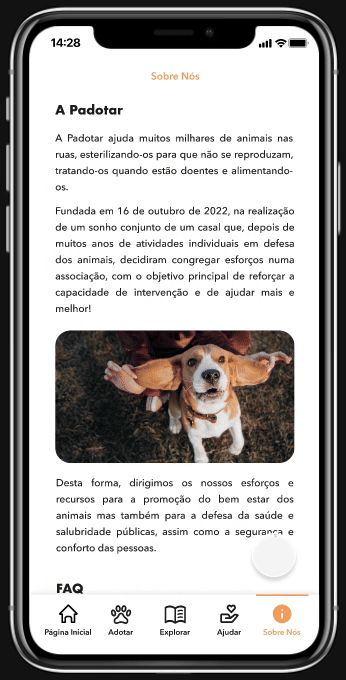 14:28
Sobre Nós
A Padotar
A Padotar ajuda muitos milhares de animais nas
ruas, esterilizando-os para que não se reproduzam,
tratando-os quando estão doentes e alimentando-
os.
Fundada em 16 de outubro de 2022, na realização
de um sonho conjunto de um casal que, depois de
muitos anos de atividades individuais em defesa
dos animais, decidiram congregar esforços numa
associação, com o objetivo principal de reforçar a
capacidade de intervenção e de ajudar mais e
melhor!
Desta forma, dirigimos os nossos esforços e
recursos para a promoção do bem estar dos
animais mas também para a defesa da saúde e
salubridade públicas, assim como a segurança e
conforto das pessoas.
FAQ
Página Inicial Adotar Explorar Ajudar Sobre Nós